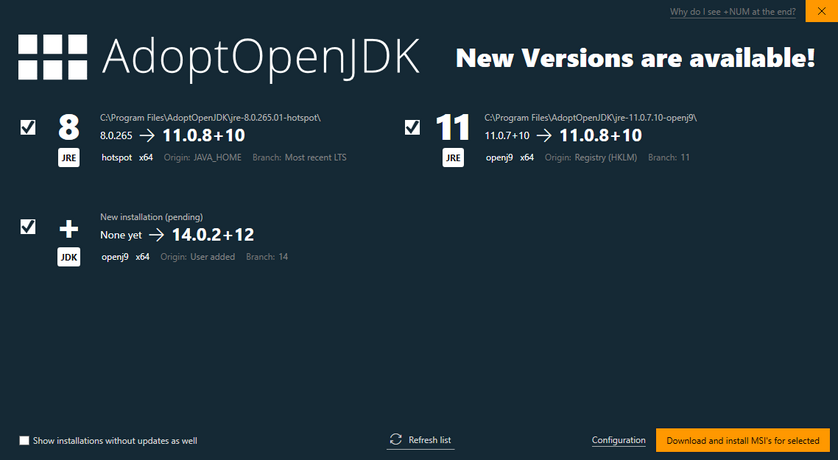 Why do I see +NUM at the end?
AdoptOpenJDK
New Versions are available!
8
JRE
C:\Program Files\AdoptOpenJDK\jre-8.0.265.01-hotspot\
8.0.265 → 11.0.8+10
hotspot x64 Origin: JAVA_HOME Branch: Most recent LTS
11
JRE
C:\Program Files\AdoptOpenJDK\jre-11.0.7.10-openj9\
11.0.7+10 → 11.0.8+10
openj9 x64 Origin: Registry (HKLM) Branch: 11
+
JDK
New installation (pending)
None yet → 14.0.2+12
openj9 x64 Origin: User added Branch: 14
Show installations without updates as well
Refresh list
Configuration
Download and install MSI's for selected